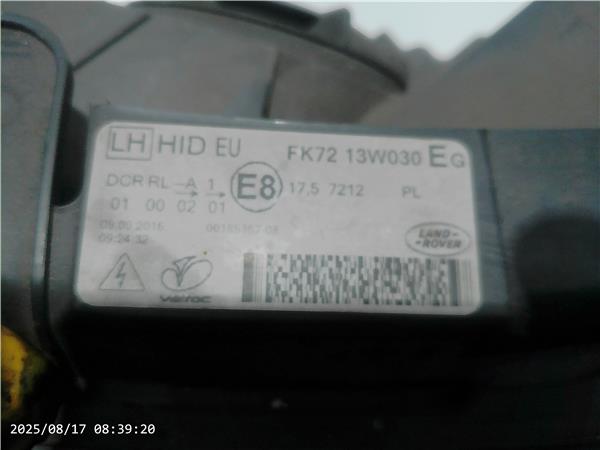 LH HID EU FK72 13W030 EG
DCR RL A 1 E8 17,5 7212 PL
01 00 02 01
2015
09:24:32
LAND-
-ROVER
Valeo
2025/08/17 08:39:20